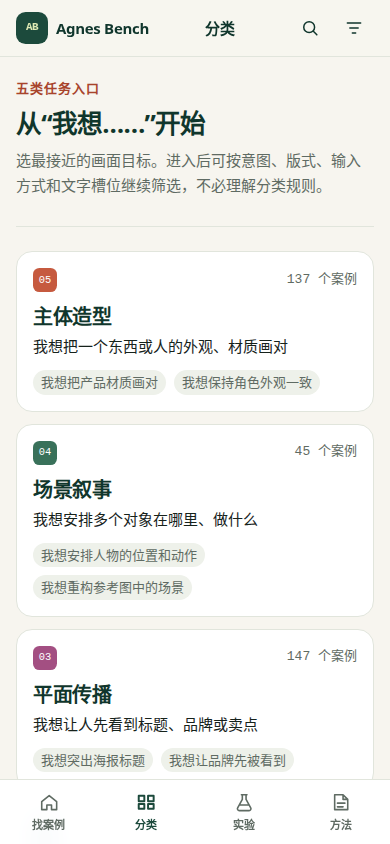 AB
Agnes Bench
分类
五类任务入口
从“我想……”开始
选最接近的画面目标。进入后可按意图、版式、输入
方式和文字槽位继续筛选，不必理解分类规则。
05
137 个案例
主体造型
我想把一个东西或人的外观、材质画对
我想把产品材质画对
我想保持角色外观一致
04
45 个案例
场景叙事
我想安排多个对象在哪里、做什么
我想安排人物的位置和动作
我想重构参考图中的场景
03
147 个案例
平面传播
我想让人先看到标题、品牌或卖点
我想突出海报标题
我想让品牌先被看到
找案例
分类
实验
方法